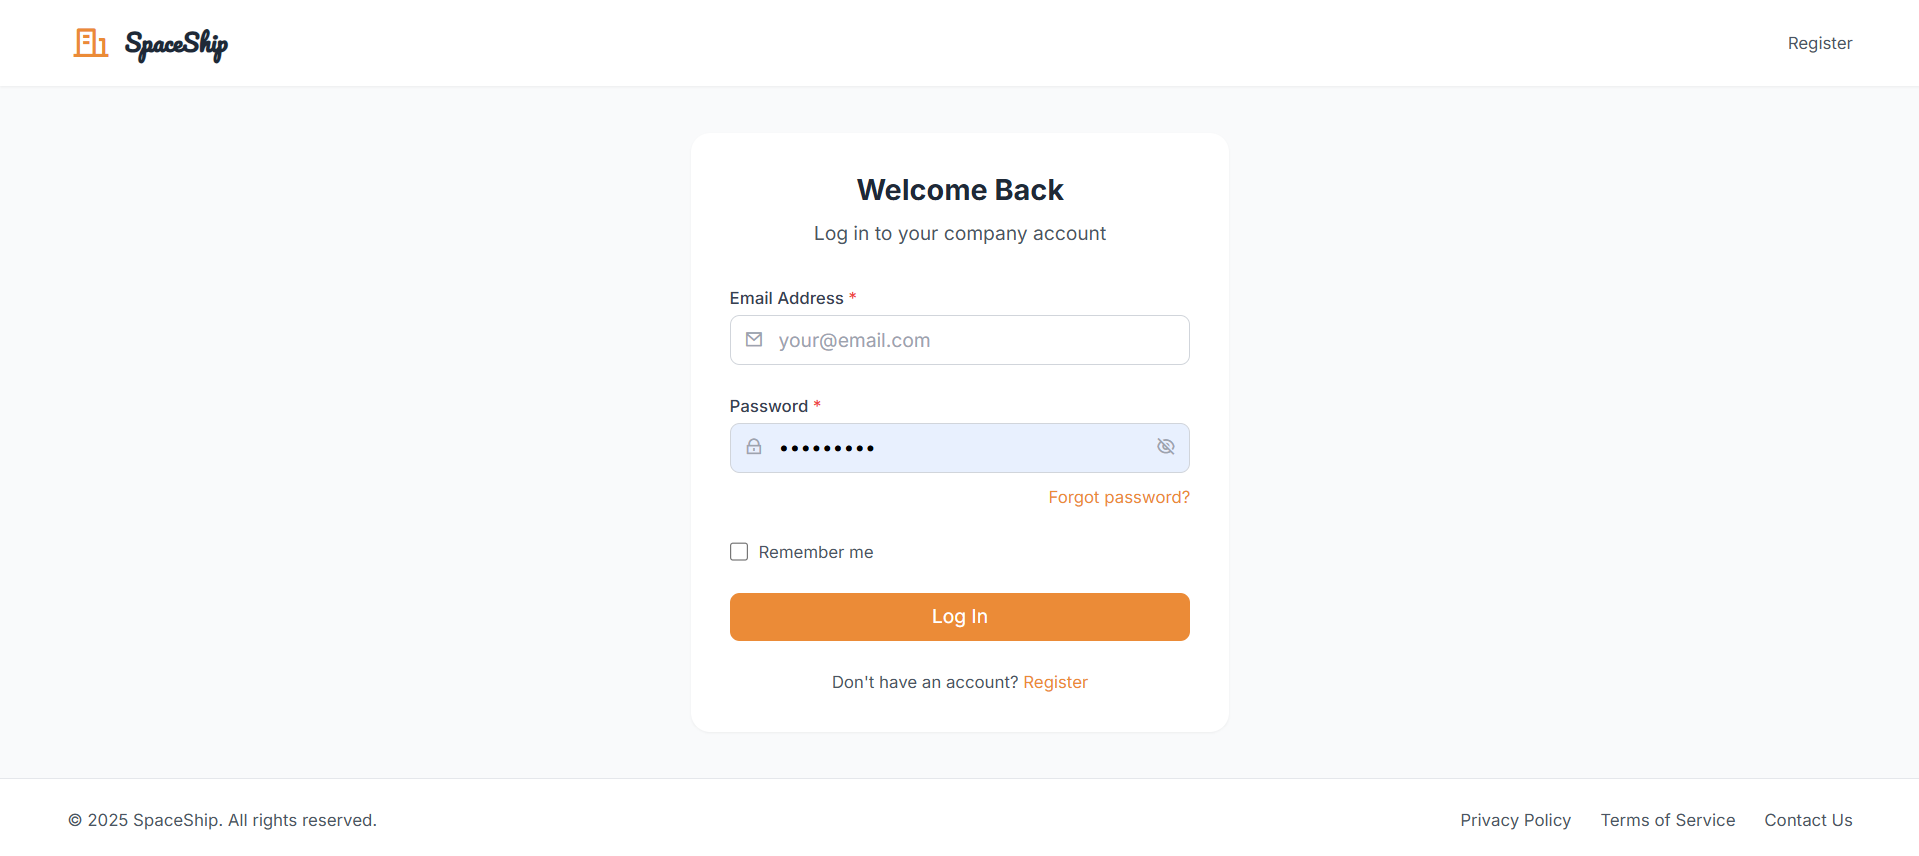 SpaceShip
Register
Welcome Back
Log in to your company account
Email Address *
your@email.com
Password *
•••••••••
Forgot password?
Remember me
Log In
Don't have an account? Register
© 2025 SpaceShip. All rights reserved.
Privacy Policy
Terms of Service
Contact Us